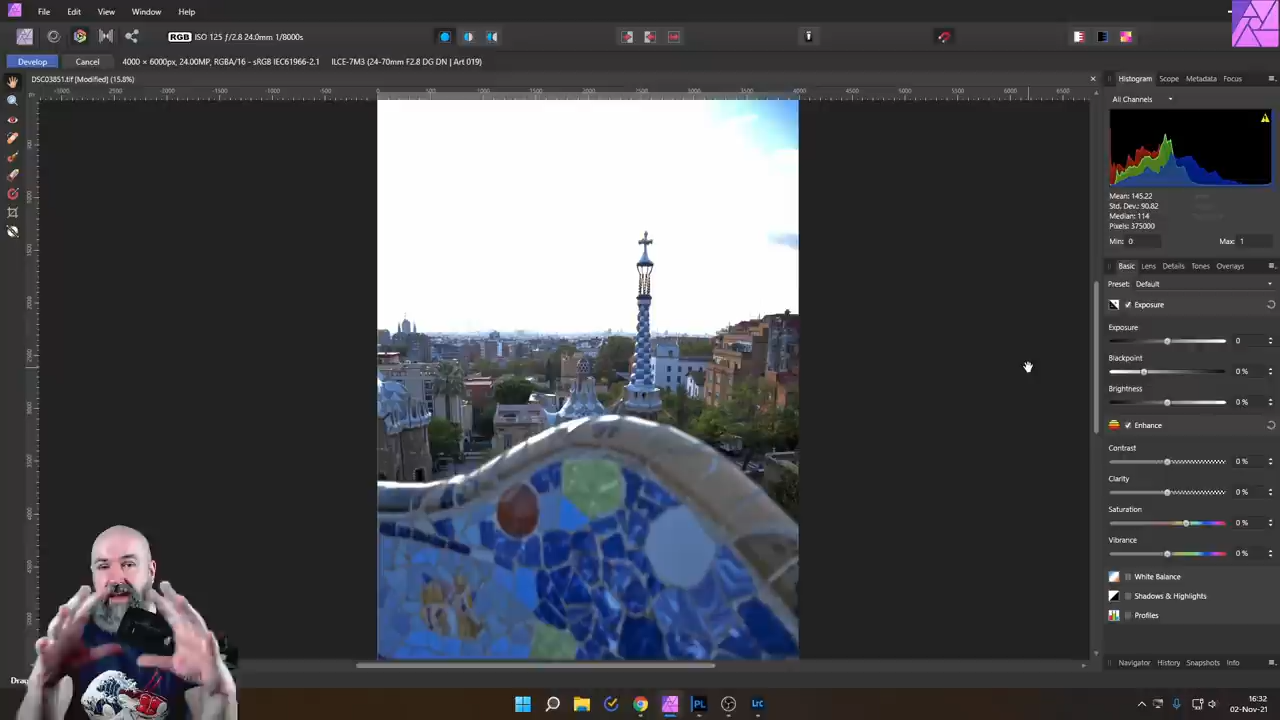 File Edit View Window Help
RGB ISO 125 ƒ/2.8 24.0mm 1/8000s
Develop Cancel 4000 × 6000px, 24.00MP, RGBA/16 - sRGB IEC61966-2.1 ILCE-7M3 (24-70mm F2.8 DG DN | Art 019)
DSC03851.tif [Modified] (15.8%)
Histogram Scope Metadata Focus
All Channels
Mean: 145.22
Std. Dev.: 90.82
Median: 114
Pixels: 375000
Min: 0 Max: 1
Basic Lens Details Tones Overlays
Preset: Default
Exposure
Exposure 0
Blackpoint 0 %
Brightness 0 %
Enhance
Contrast 0 %
Clarity 0 %
Saturation 0 %
Vibrance 0 %
White Balance
Shadows & Highlights
Profiles
Navigator History Snapshots Info
PL
LrC
16:32
02-Nov-21